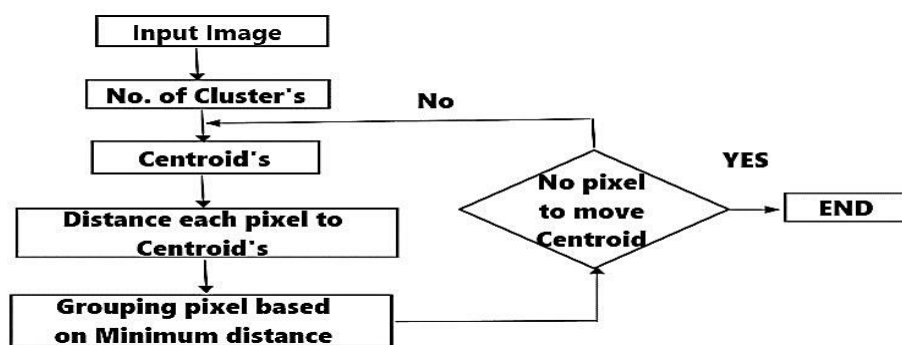 Input Image
No. of Cluster's
No
Centroid's
YES
No pixel
to move
Centroid
END
Distance each pixel to
Centroid's
Grouping pixel based
on Minimum distance